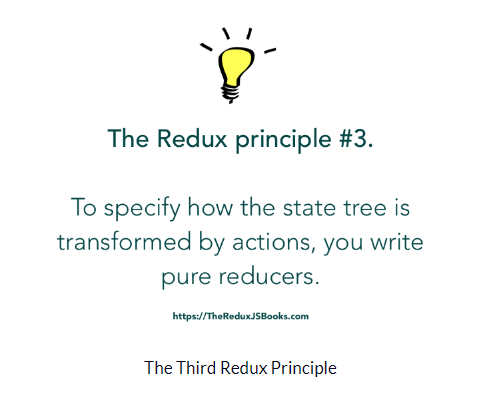 The Redux principle #3.
To specify how the state tree is
transformed by actions, you write
pure reducers.
https://TheReduxJSBooks.com
The Third Redux Principle